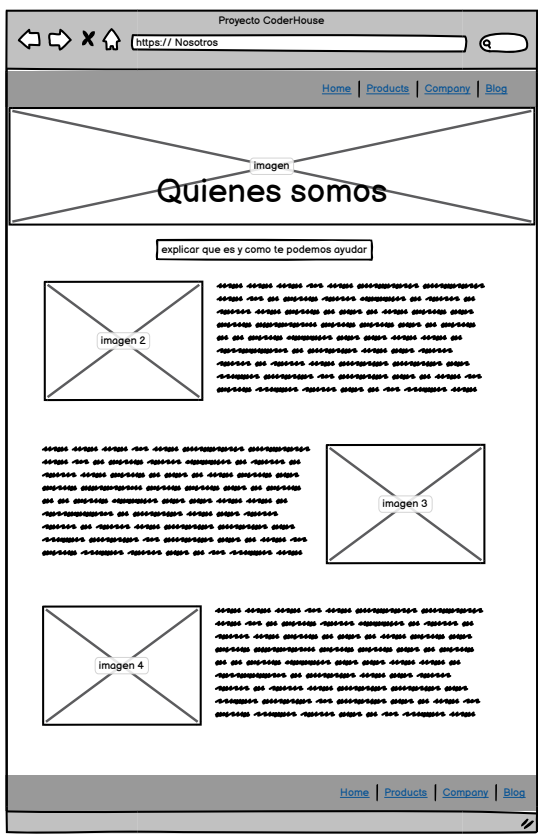 Proyecto CoderHouse
https:// Nosotros
Home Products Company Blog
imagen
Quienes somos
explicar que es y como te podemos ayudar
imagen 2
imagen 3
imagen 4
Home Products Company Blog